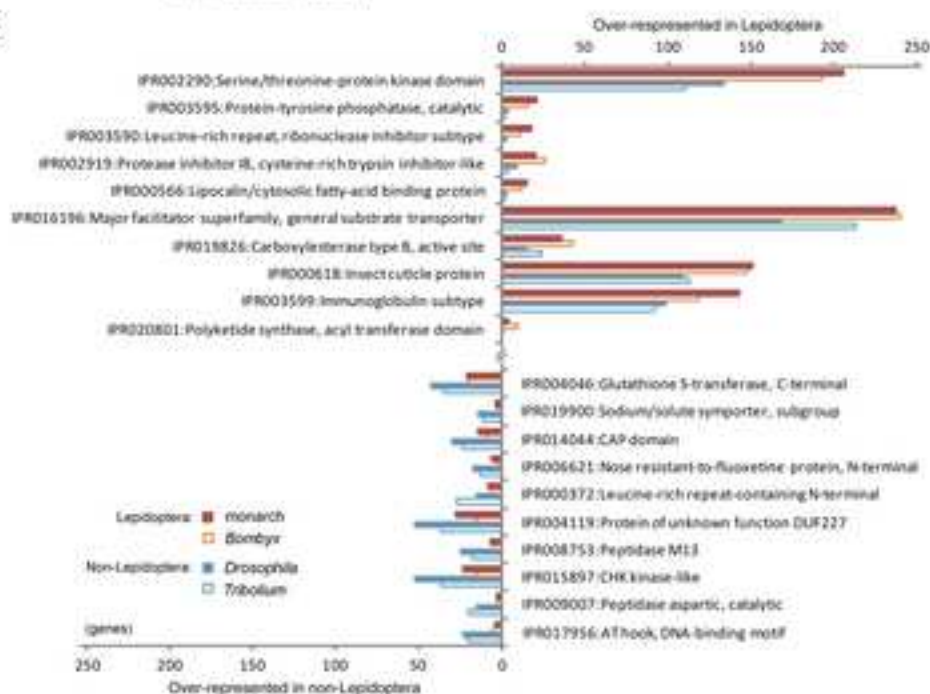 Over-respresented in Lepidoptera
0 50 100 150 200 250
IPR002290:Serine/threonine-protein kinase domain
IPR003595:Protein-tyrosine phosphatase, catalytic
IPR003590:Leucine-rich repeat, ribonuclease inhibitor subtype
IPR002919:Protease inhibitor I8, cysteine-rich trypsin inhibitor-like
IPR000566:Lipocalin/cytosolic fatty-acid binding protein
IPR016196:Major facilitator superfamily, general substrate transporter
IPR019826:Carboxylesterase type B, active site
IPR000618:Insect cuticle protein
IPR003599:Immunoglobulin subtype
IPR020801:Polyketide synthase, acyl transferase domain
IPR004046:Glutathione S-transferase, C-terminal
IPR019900:Sodium/solute symporter, subgroup
IPR014044:CAP domain
IPR006621:Nose resistant-to-fluoxetine protein, N-terminal
IPR000372:Leucine-rich repeat-containing N-terminal
IPR004119:Protein of unknown function DUF227
IPR008753:Peptidase M13
IPR015897:CHK kinase-like
IPR009007:Peptidase aspartic, catalytic
IPR017956:AT hook, DNA-binding motif
Lepidoptera monarch
Bombyx
Non-Lepidoptera Drosophila
Tribolium
(genes)
250 200 150 100 50 0
Over-represented in non-Lepidoptera